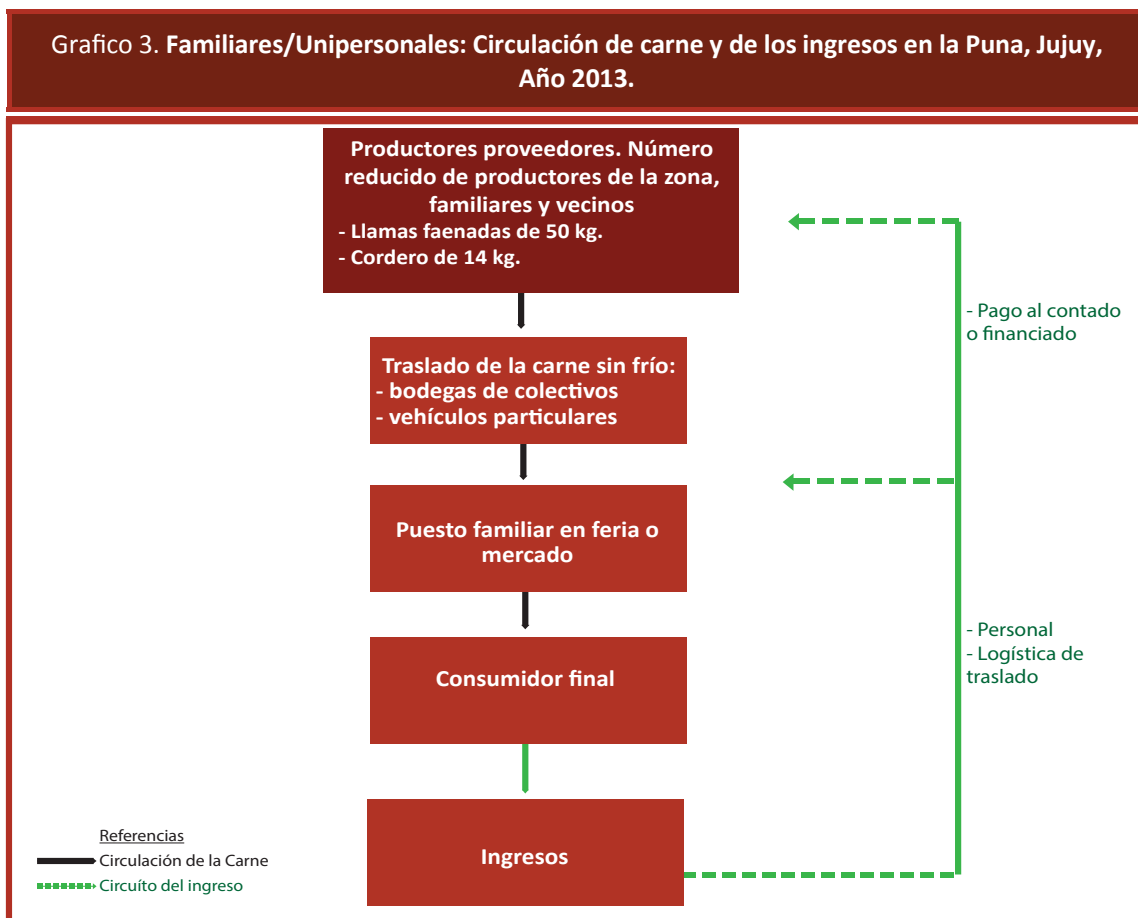 Grafico 3. Familiares/Unipersonales: Circulación de carne y de los ingresos en la Puna, Jujuy,
Año 2013.
Productores proveedores. Número
reducido de productores de la zona,
familiares y vecinos
- Llamas faenadas de 50 kg.
- Cordero de 14 kg.
- Pago al contado
o financiado
Traslado de la carne sin frío:
- bodegas de colectivos
- vehículos particulares
Puesto familiar en feria o
mercado
- Personal
- Logística de
traslado
Consumidor final
Ingresos
Referencias
Circulación de la Carne
Circuíto del ingreso